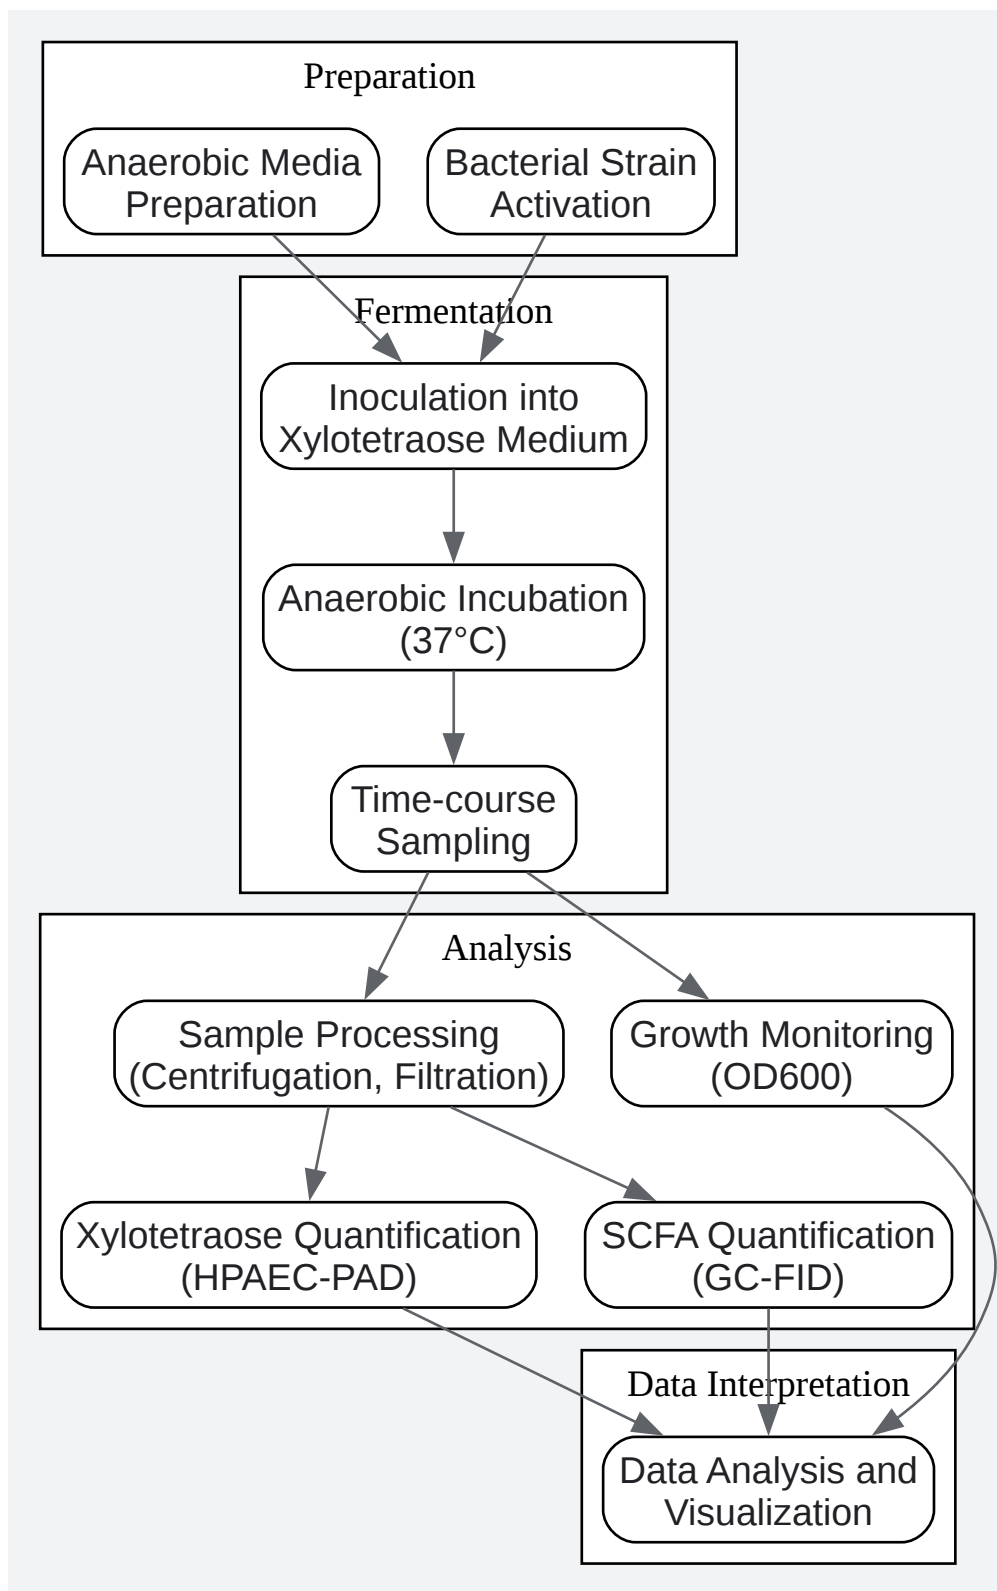 Preparation
Anaerobic Media
Preparation
Bacterial Strain
Activation
Fermentation
Inoculation into
Xylotetraose Medium
Anaerobic Incubation
(37°C)
Time-course
Sampling
Analysis
Sample Processing
(Centrifugation, Filtration)
Growth Monitoring
(OD600)
Xylotetraose Quantification
(HPAEC-PAD)
SCFA Quantification
(GC-FID)
Data Interpretation
Data Analysis and
Visualization